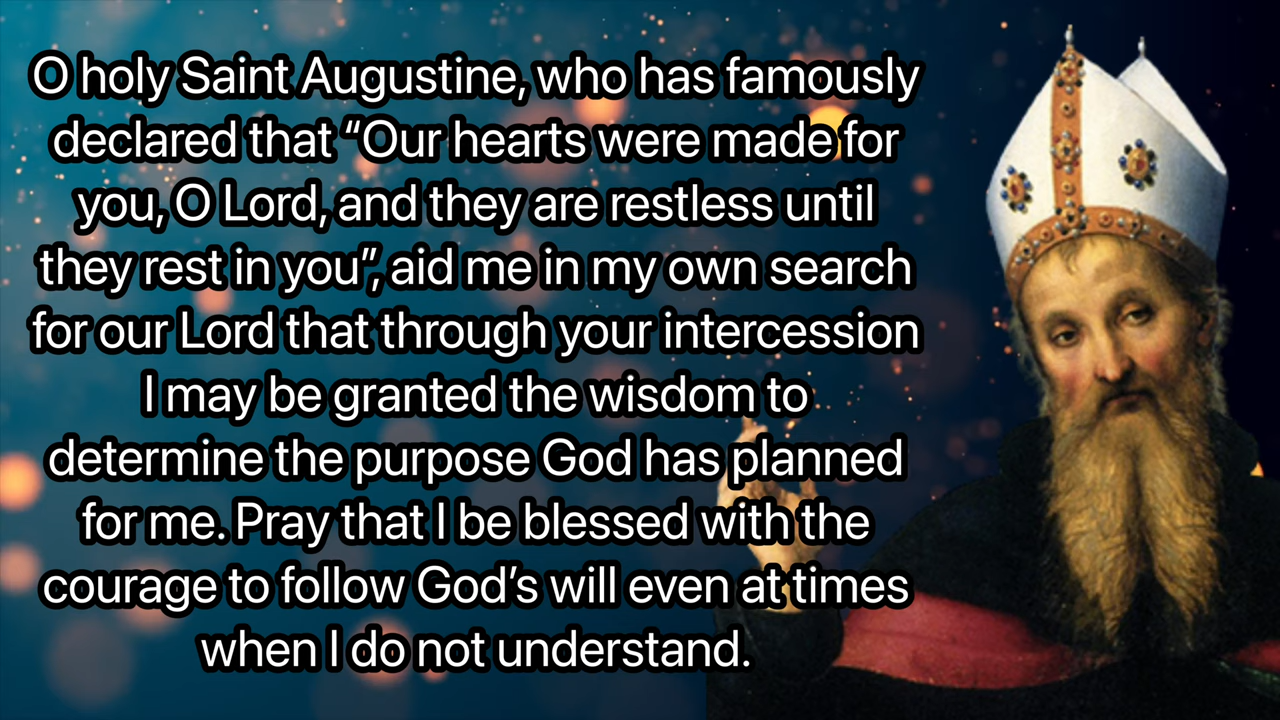 O holy Saint Augustine, who has famously
declared that “Our hearts were made for
you, O Lord, and they are restless until
they rest in you”, aid me in my own search
for our Lord that through your intercession
I may be granted the wisdom to
determine the purpose God has planned
for me. Pray that I be blessed with the
courage to follow God’s will even at times
when I do not understand.